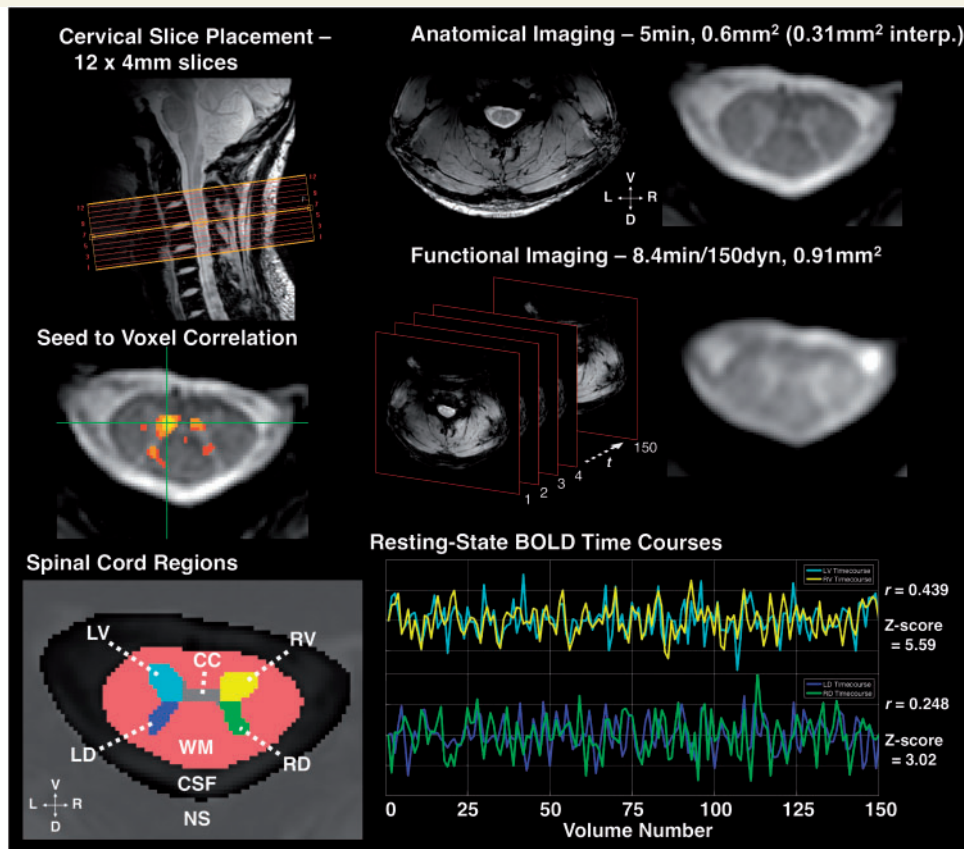 Cervical Slice Placement –
12 x 4mm slices
Anatomical Imaging – 5min, 0.6mm² (0.31mm² interp.)
V
L R
D
Functional Imaging – 8.4min/150dyn, 0.91mm²
1
2
3
4
t
150
Seed to Voxel Correlation
Spinal Cord Regions
LV
RV
CC
LD
WM
RD
CSF
NS
V
L R
D
Resting-State BOLD Time Courses
LV Timecourse
RV Timecourse
r = 0.439
Z-score
= 5.59
LD Timecourse
RD Timecourse
r = 0.248
Z-score
= 3.02
0 25 50 75 100 125 150
Volume Number